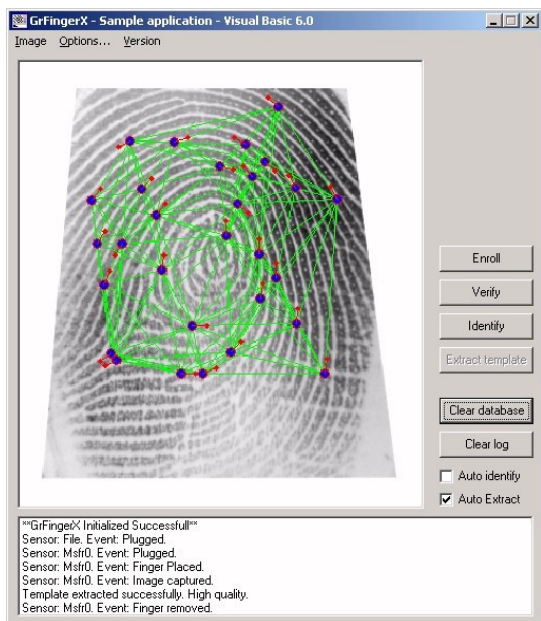 GrFingerX - Sample application - Visual Basic 6.0
Image Options... Version
Enroll
Verify
Identify
Extract template
Clear database
Clear log
Auto identify
Auto Extract
**GrFingerX Initialized Successfull**
Sensor: File. Event: Plugged.
Sensor: Msfr0. Event: Plugged.
Sensor: Msfr0. Event: Finger Placed.
Sensor: Msfr0. Event: Image captured.
Template extracted successfully. High quality.
Sensor: Msfr0. Event: Finger removed.